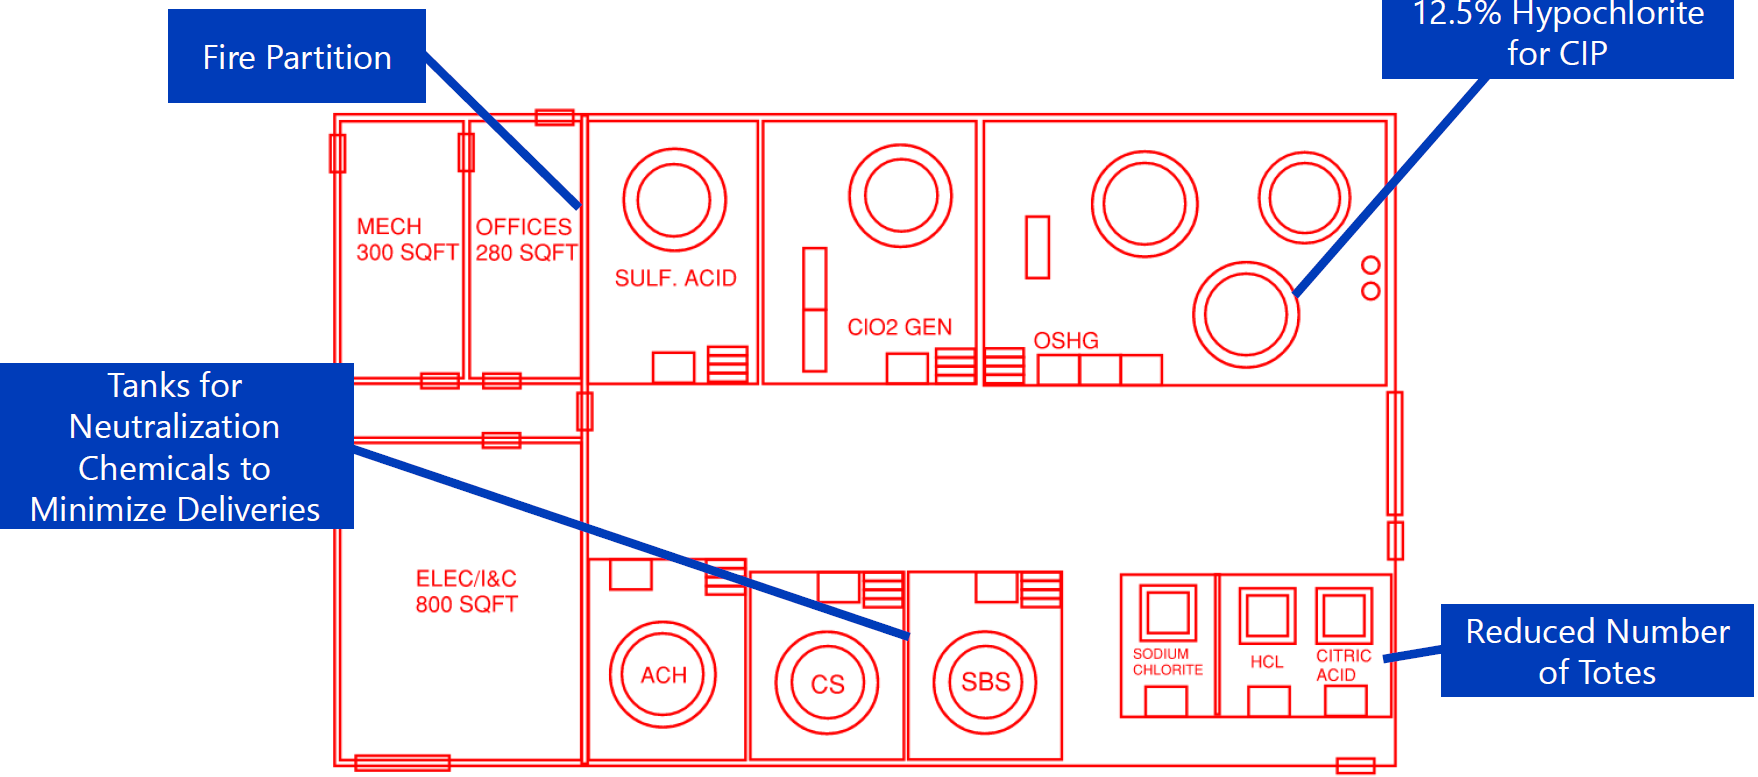 12.5% Hypochlorite
for CIP
Fire Partition
MECH
300 SQFT
OFFICES
280 SQFT
SULF. ACID
ClO2 GEN
OSHG
Tanks for
Neutralization
Chemicals to
Minimize Deliveries
ELEC/I&C
800 SQFT
ACH
CS
SBS
SODIUM
CHLORITE
HCL
CITRIC
ACID
Reduced Number
of Totes